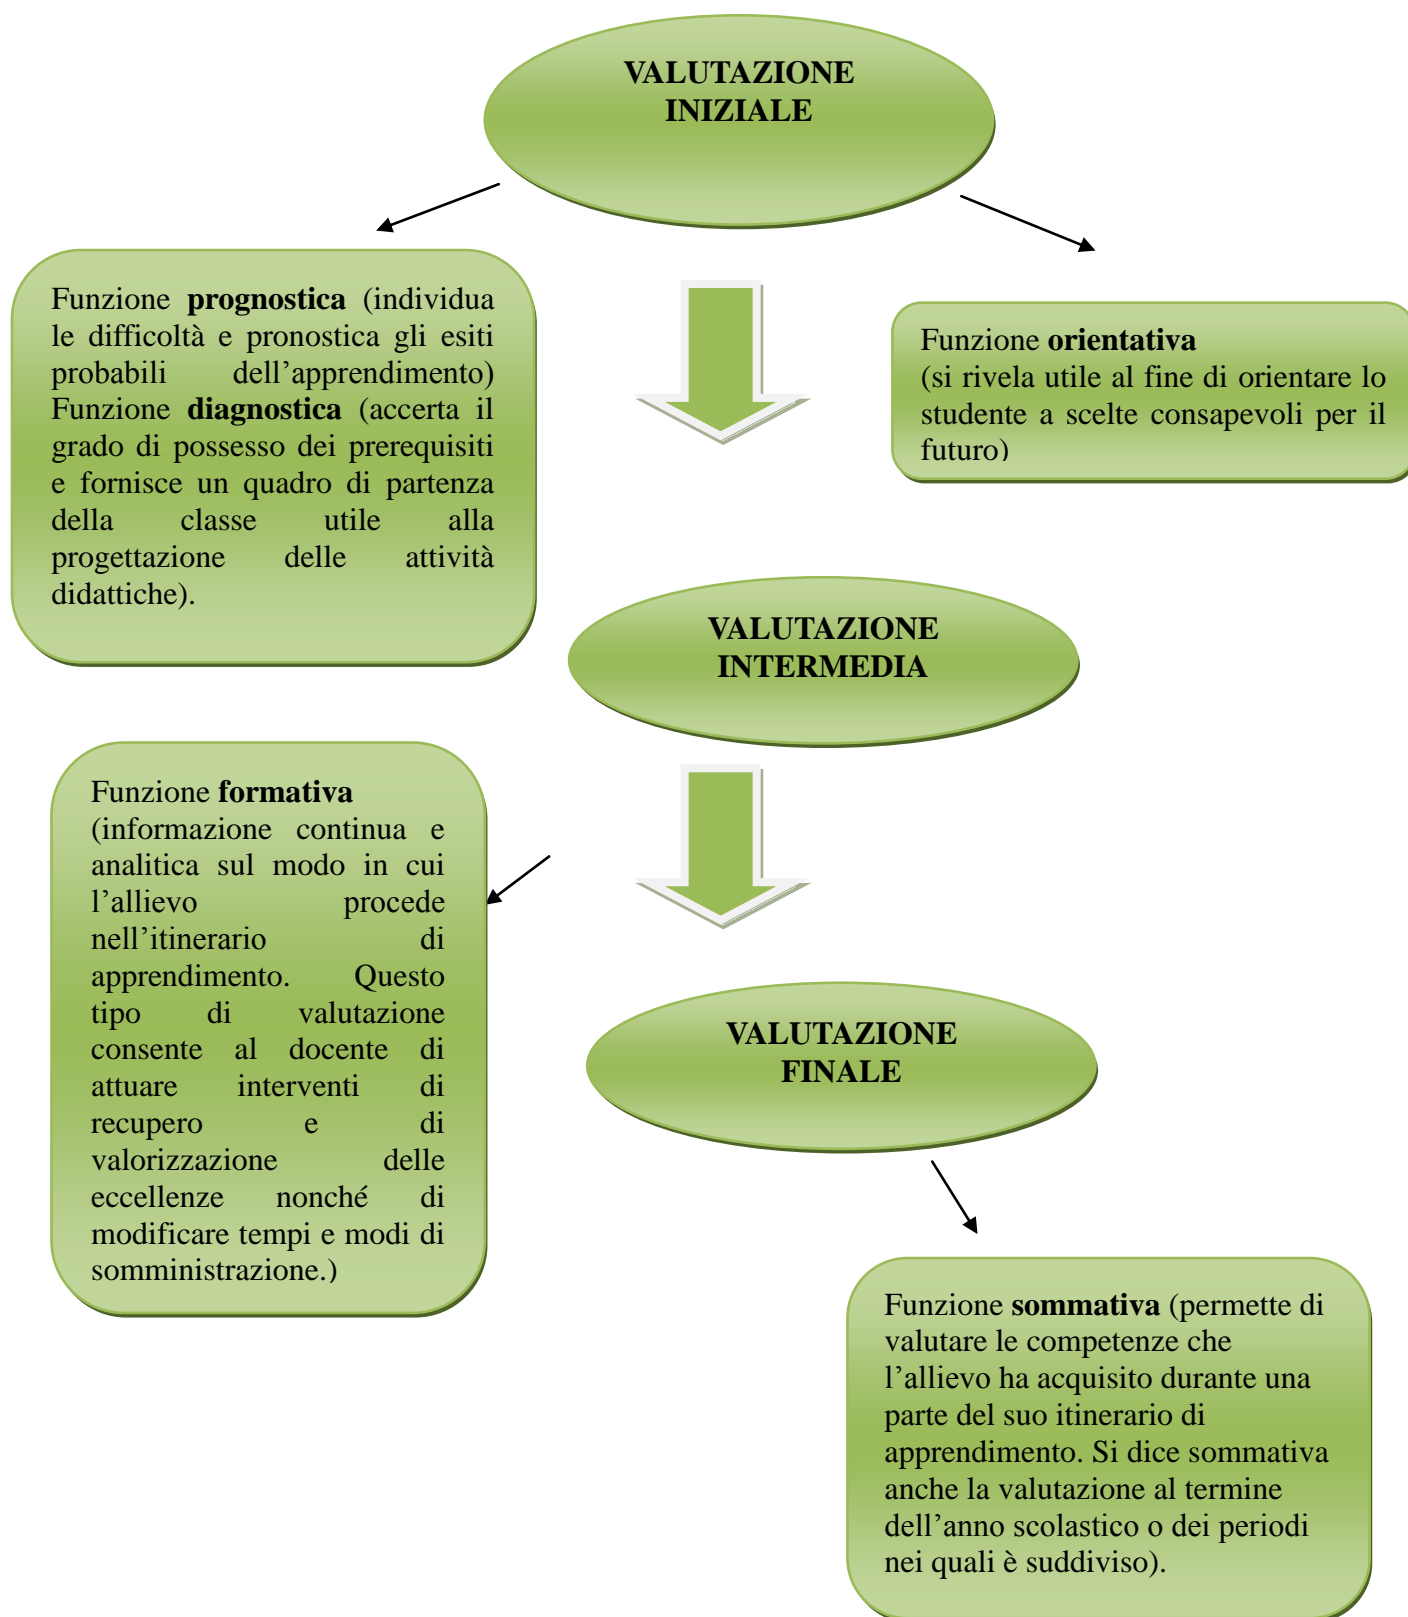 VALUTAZIONE
INIZIALE
Funzione prognostica (individua
le difficoltà e pronostica gli esiti
probabili dell’apprendimento)
Funzione diagnostica (accerta il
grado di possesso dei prerequisiti
e fornisce un quadro di partenza
della classe utile alla
progettazione delle attività
didattiche).
Funzione orientativa
(si rivela utile al fine di orientare lo
studente a scelte consapevoli per il
futuro)
VALUTAZIONE
INTERMEDIA
Funzione formativa
(informazione continua e
analitica sul modo in cui
l’allievo procede
nell’itinerario di
apprendimento. Questo
tipo di valutazione
consente al docente di
attuare interventi di
recupero e di
valorizzazione delle
eccellenze nonché di
modificare tempi e modi di
somministrazione.)
VALUTAZIONE
FINALE
Funzione sommativa (permette di
valutare le competenze che
l’allievo ha acquisito durante una
parte del suo itinerario di
apprendimento. Si dice sommativa
anche la valutazione al termine
dell’anno scolastico o dei periodi
nei quali è suddiviso).